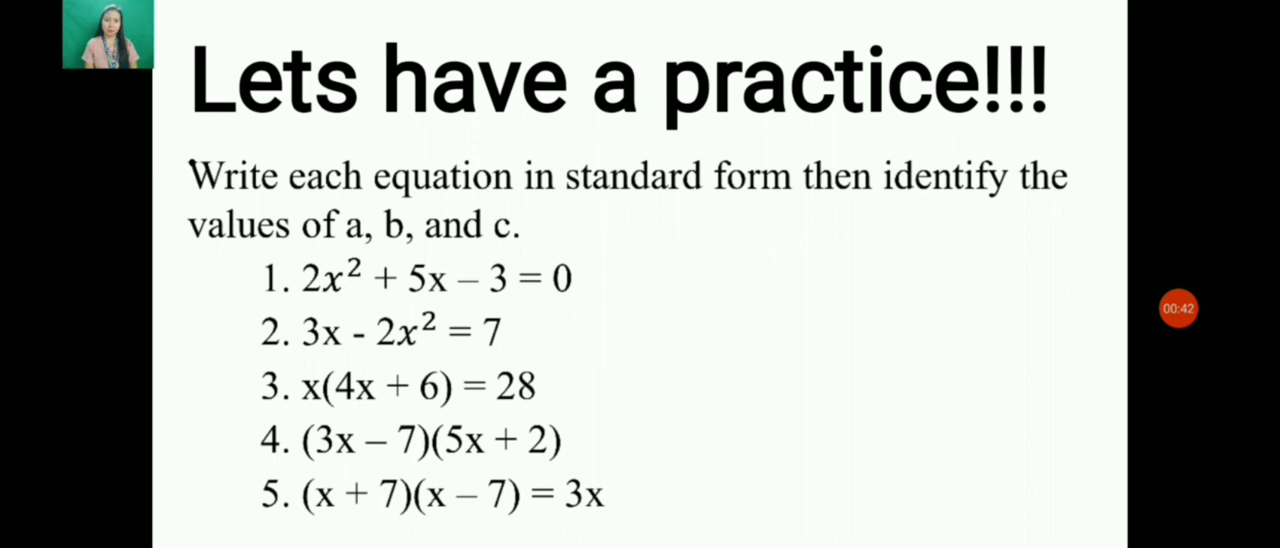 Lets have a practice!!!
Write each equation in standard form then identify the
values of a, b, and c.
1. 2x² + 5x – 3 = 0
2. 3x - 2x² = 7
3. x(4x + 6) = 28
4. (3x – 7)(5x + 2)
5. (x + 7)(x – 7) = 3x
00:42